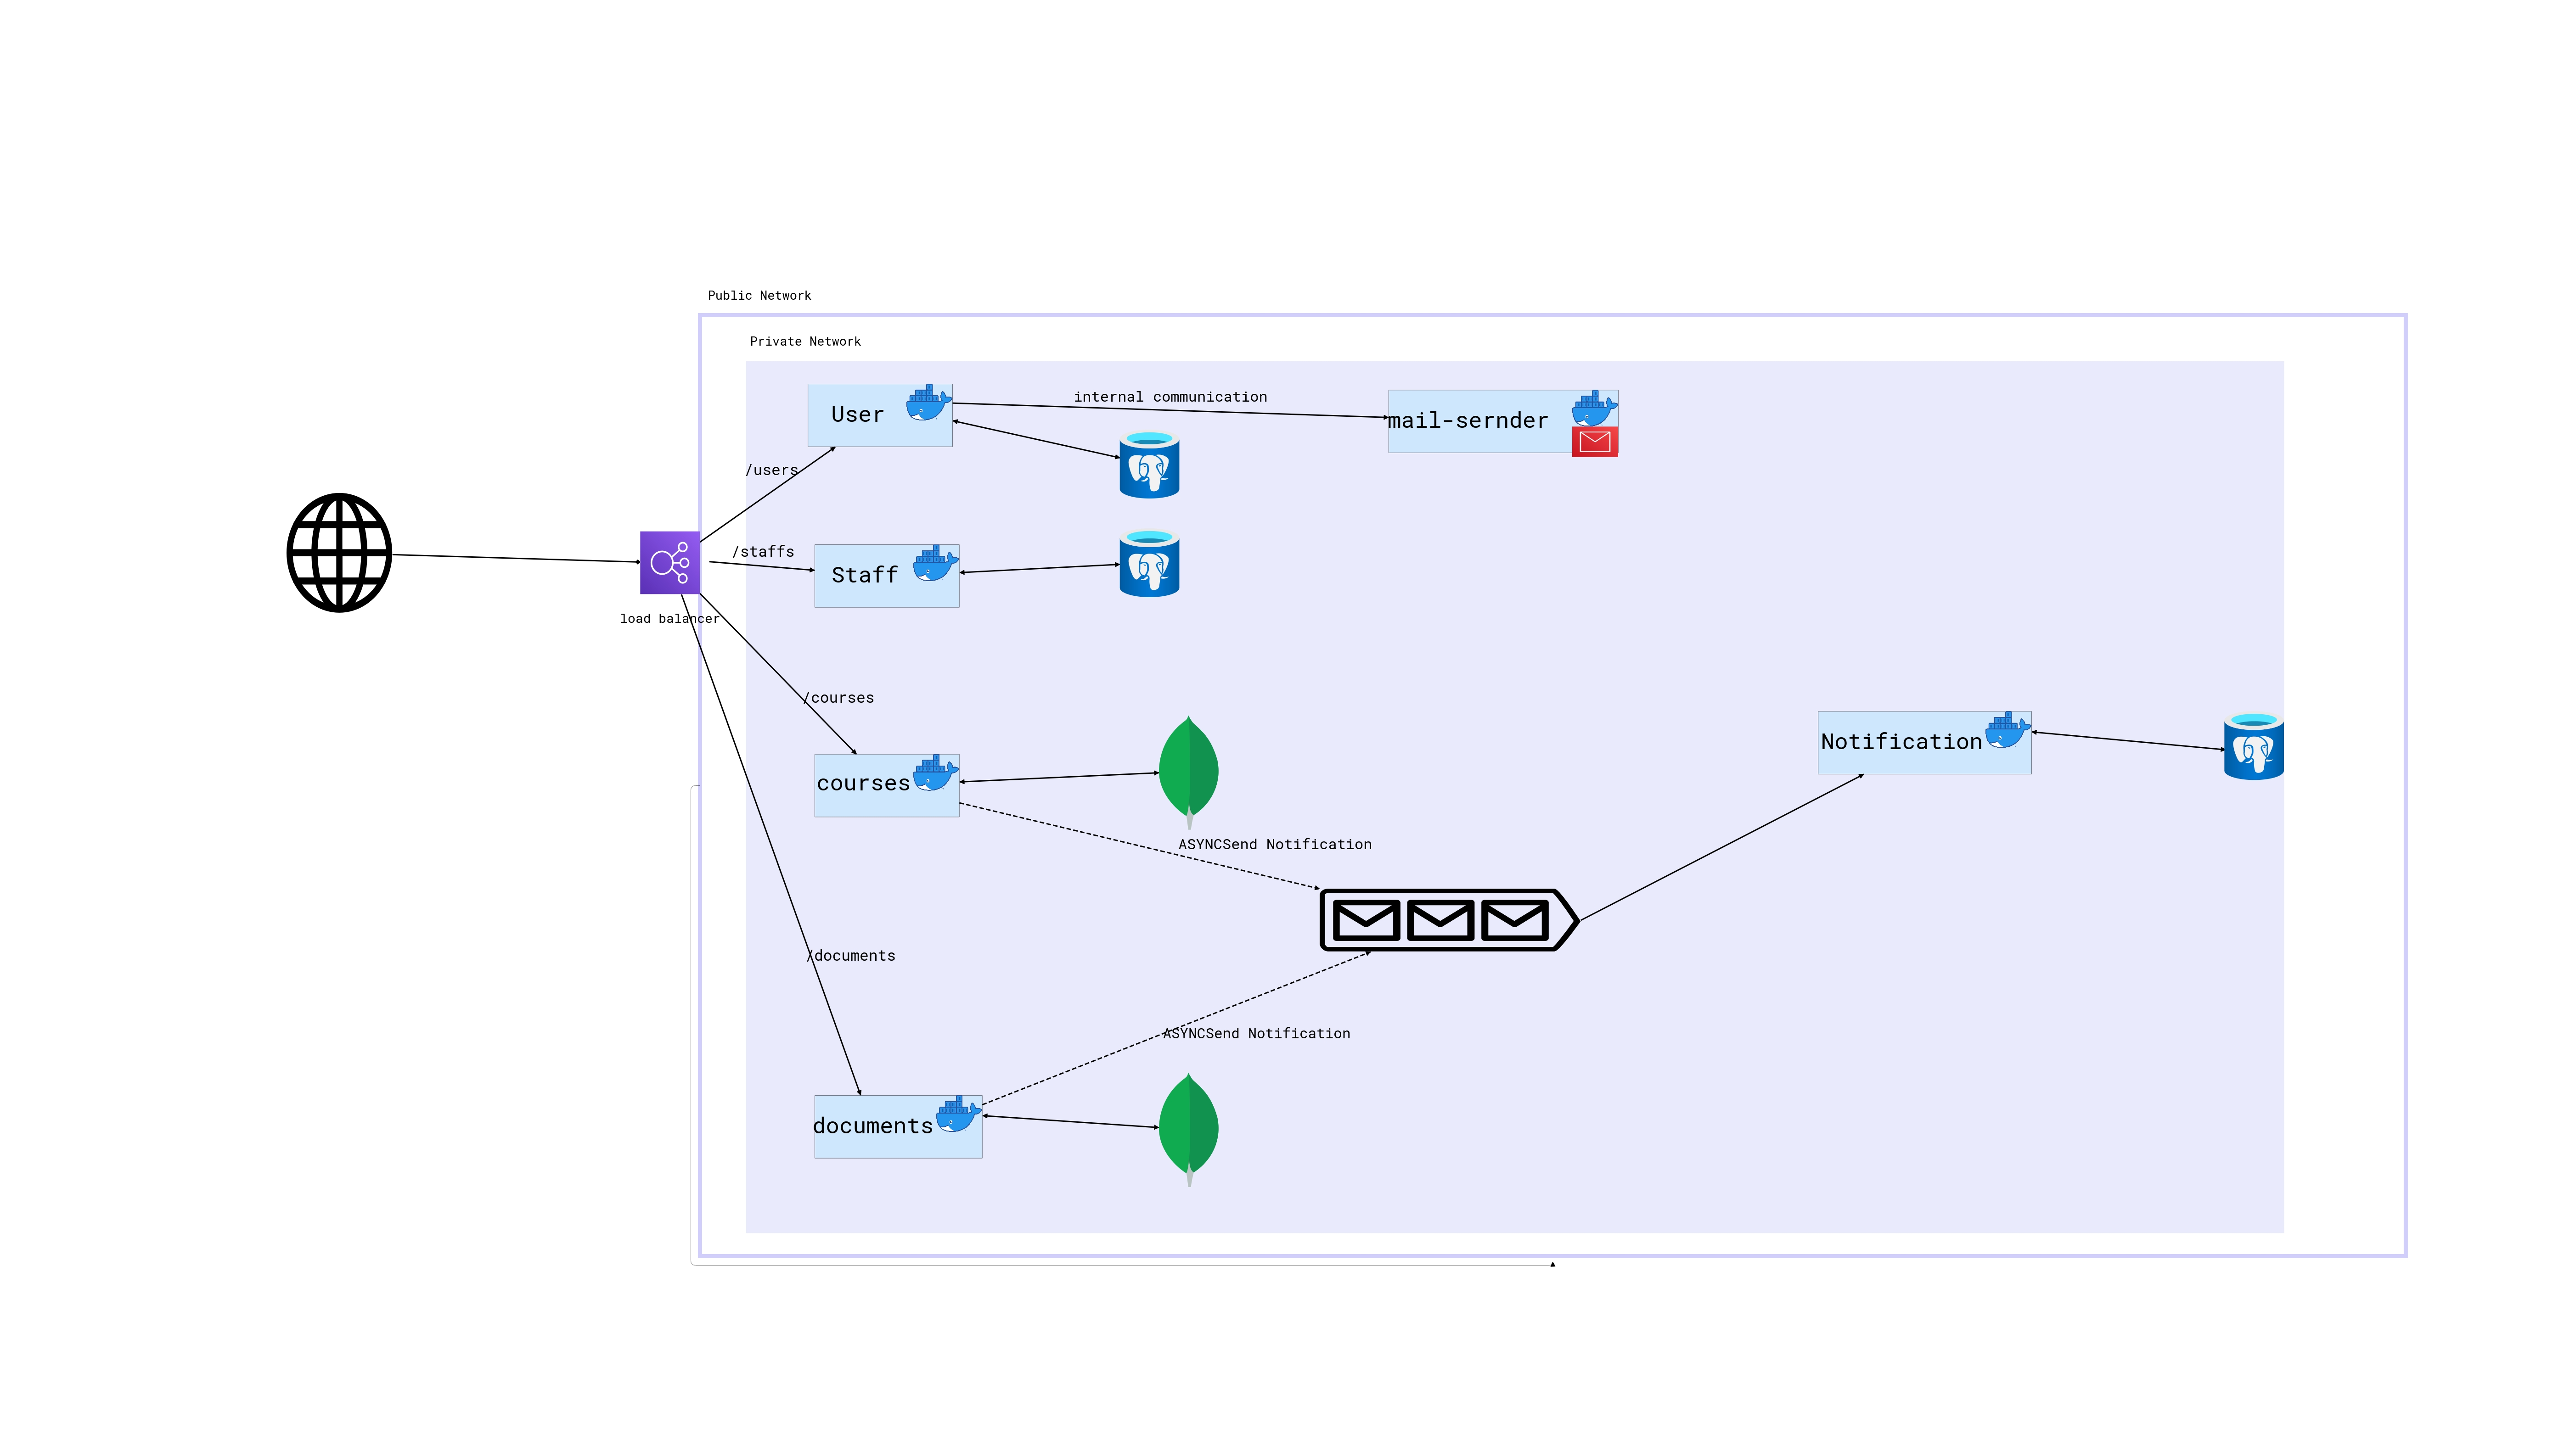 Public Network
Private Network
User
internal communication
mail-sernder
/users
/staffs
Staff
load balancer
/courses
Notification
courses
ASYNCSend Notification
/documents
ASYNCSend Notification
documents